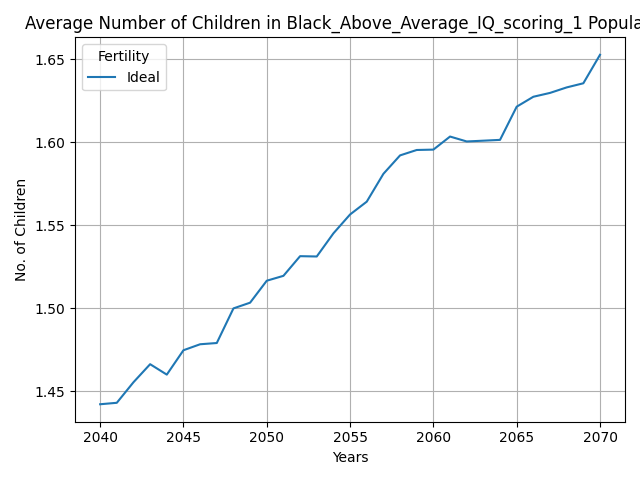 Average Number of Children in Black_Above_Average_IQ_scoring_1 Popula
Fertility
Ideal
1.65
1.60
1.55
1.50
1.45
No. of Children
2040 2045 2050 2055 2060 2065 2070
Years